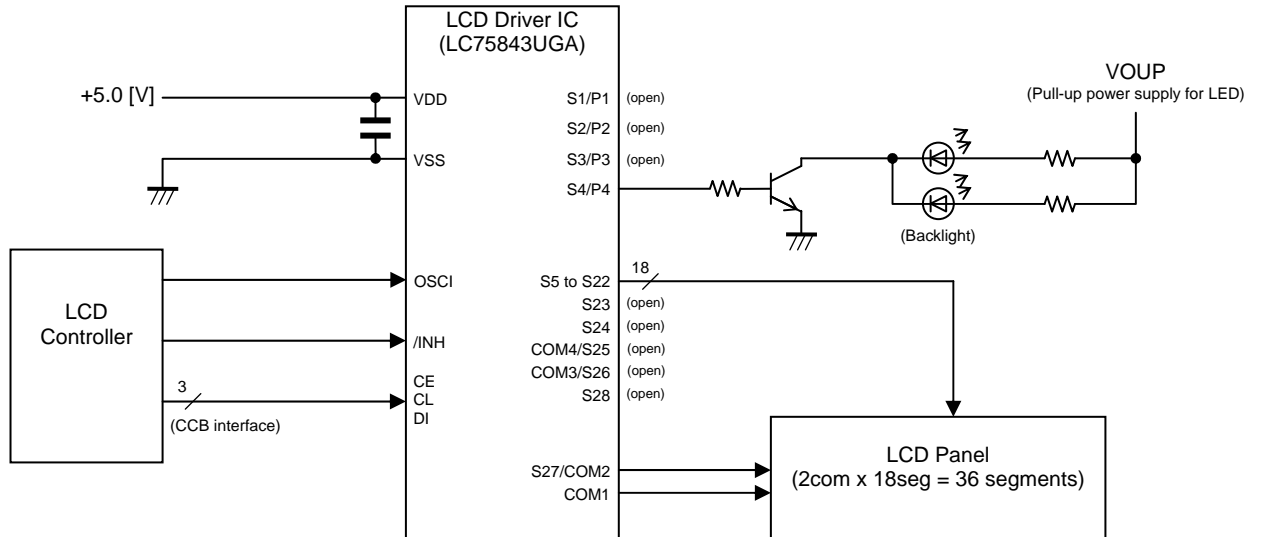 LCD Driver IC
(LC75843UGA)
+5.0 [V]
VDD
VSS
S1/P1 (open)
S2/P2 (open)
S3/P3 (open)
S4/P4
VOUP
(Pull-up power supply for LED)
(Backlight)
LCD
Controller
OSCI
/INH
3
(CCB interface)
CE
CL
DI
18
S5 to S22
S23 (open)
S24 (open)
COM4/S25 (open)
COM3/S26 (open)
S28 (open)
S27/COM2
COM1
LCD Panel
(2com x 18seg = 36 segments)